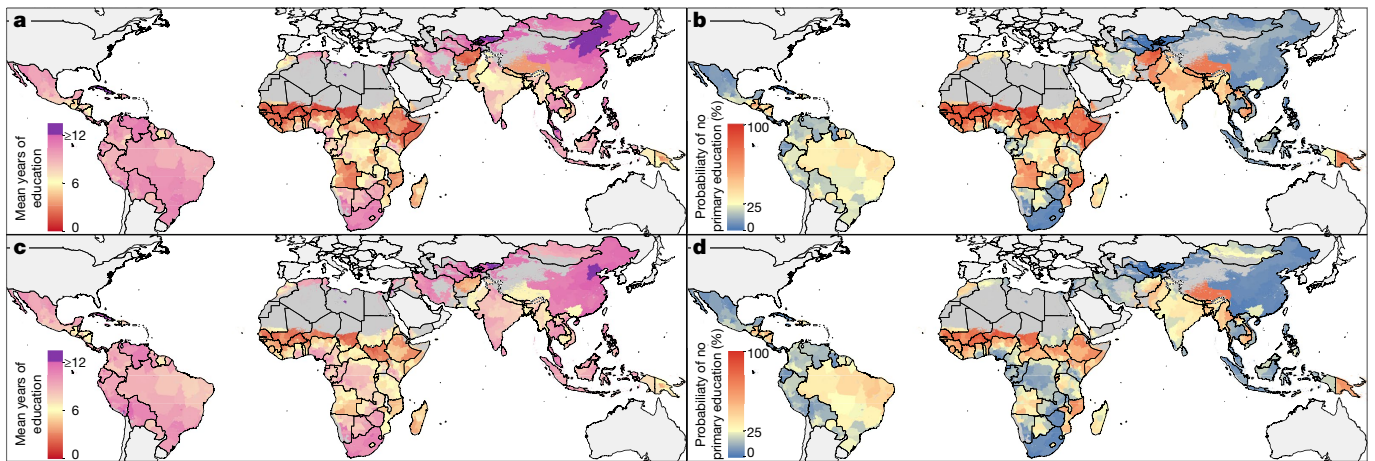 a
Mean years of
education
≥12
6
0
b
Probabiliaty of no
primary education (%)
100
25
0
c
Mean years of
education
≥12
6
0
d
Probabiliaty of no
primary education (%)
100
25
0